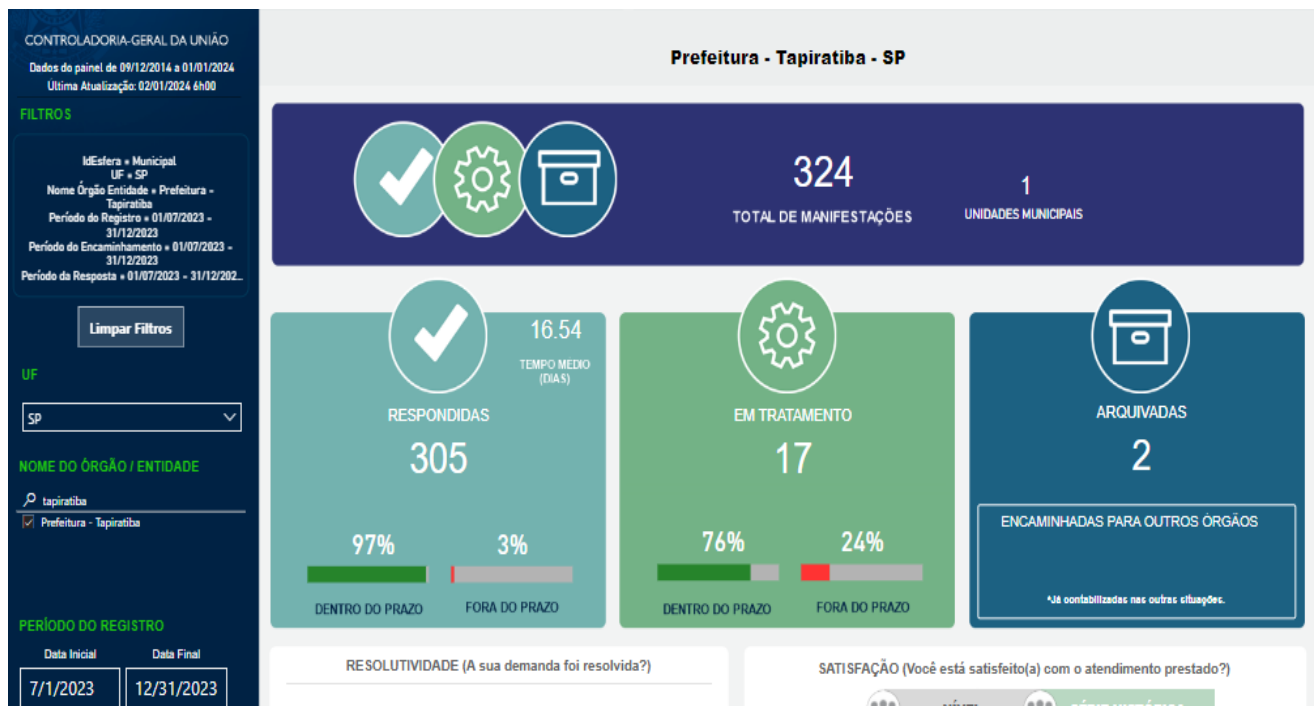 CONTROLADORIA-GERAL DA UNIÃO
Dados do painel de 09/12/2014 a 01/01/2024
Última Atualização: 02/01/2024 6h00
FILTROS
IdEsfera = Municipal
UF = SP
Nome Órgão Entidade = Prefeitura -
Tapiratiba
Período do Registro = 01/07/2023 -
31/12/2023
Período do Encaminhamento = 01/07/2023 -
31/12/2023
Período da Resposta = 01/07/2023 - 31/12/202...
Limpar Filtros
UF
SP
NOME DO ÓRGÃO / ENTIDADE
tapiratiba
Prefeitura - Tapiratiba
PERÍODO DO REGISTRO
Data Inicial Data Final
7/1/2023 12/31/2023
Prefeitura - Tapiratiba - SP
324
TOTAL DE MANIFESTAÇÕES
1
UNIDADES MUNICIPAIS
16.54
TEMPO MEDIO
(DIAS)
RESPONDIDAS
305
97% 3%
DENTRO DO PRAZO FORA DO PRAZO
EM TRATAMENTO
17
76% 24%
DENTRO DO PRAZO FORA DO PRAZO
ARQUIVADAS
2
ENCAMINHADAS PARA OUTROS ÓRGÃOS
*Já contabilizadas nas outras situações.
RESOLUTIVIDADE (A sua demanda foi resolvida?)
SATISFAÇÃO (Você está satisfeito(a) com o atendimento prestado?)